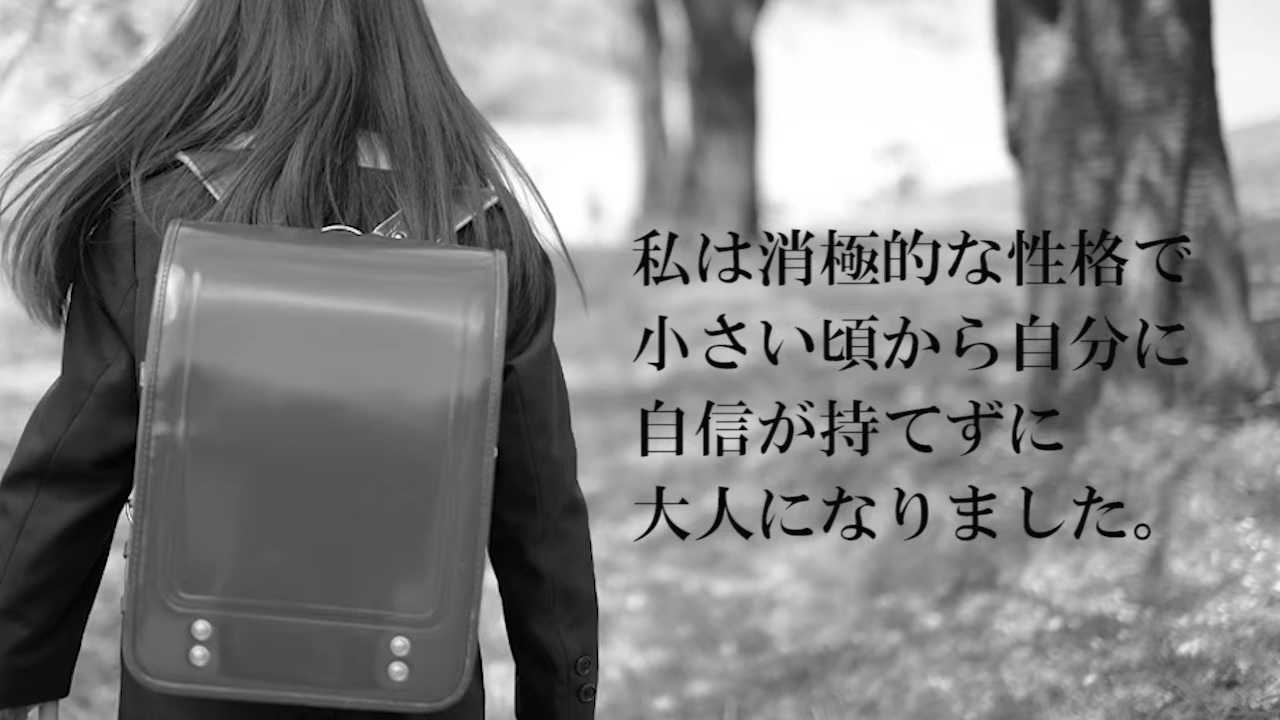 私は消極的な性格で
小さい頃から自分に
自信が持てずに
大人になりました。